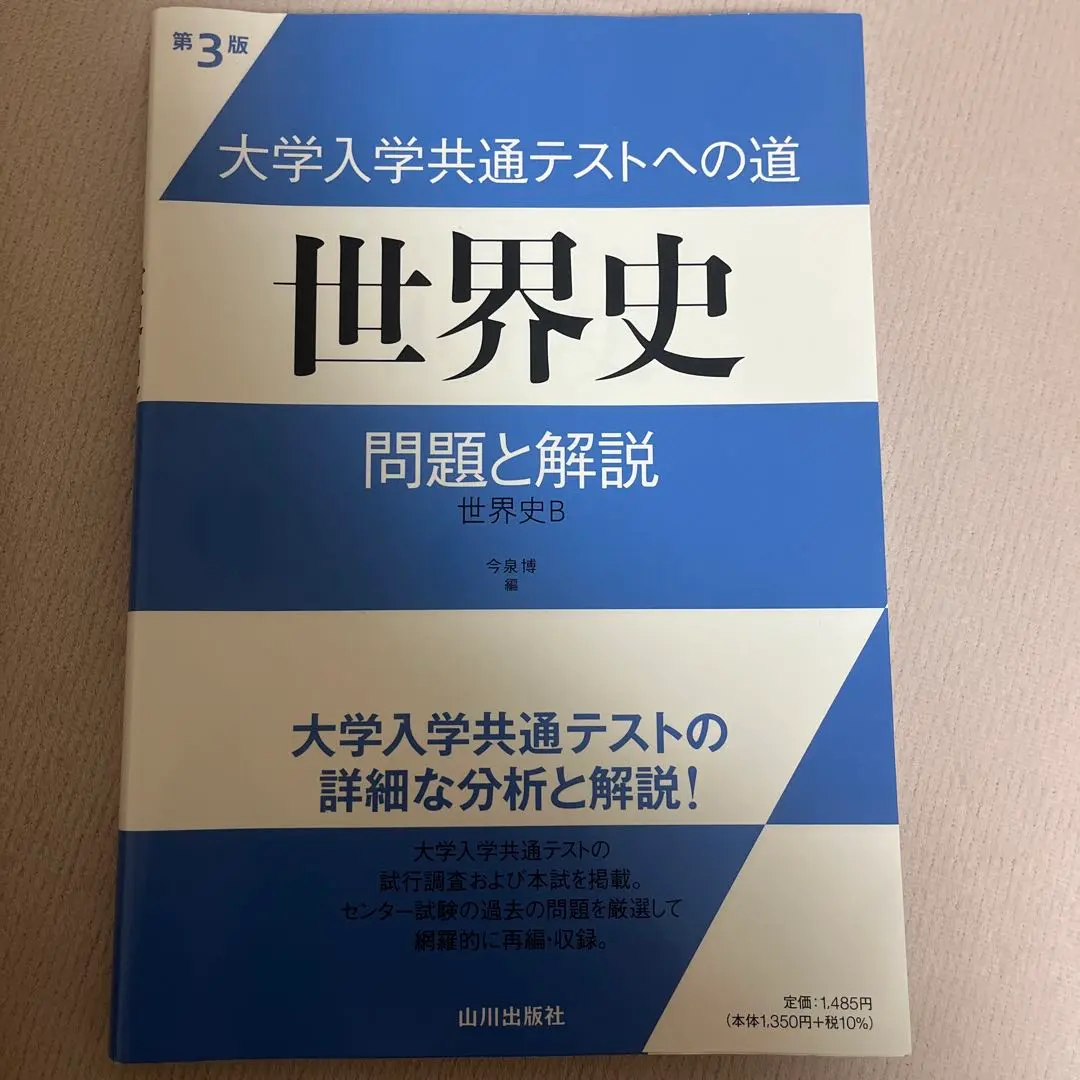 第3版
大学入学共通テストへの道
世界史
問題と解説
世界史B
今泉博
編
大学入学共通テストの
詳細な分析と解説!
大学入学共通テストの
試行調査および本試を掲載。
センター試験の過去の問題を厳選して
網羅的に再編・収録。
山川出版社
定価:1,485円
(本体1,350円+税10%)